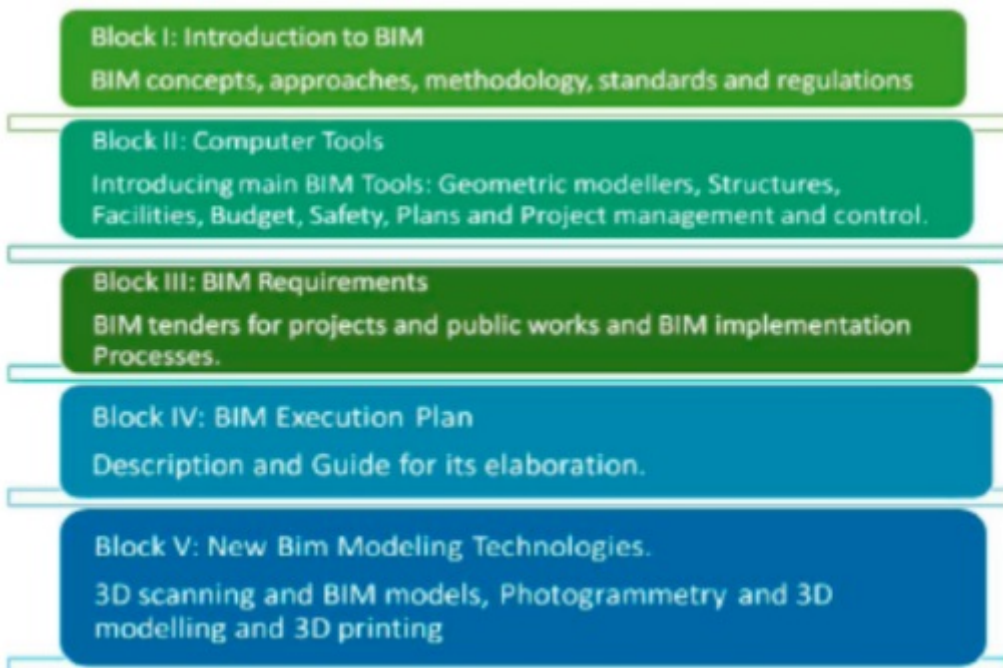 Block I: Introduction to BIM
BIM concepts, approaches, methodology, standards and regulations
Block II: Computer Tools
Introducing main BIM Tools: Geometric modellers, Structures,
Facilities, Budget, Safety, Plans and Project management and control.
Block III: BIM Requirements
BIM tenders for projects and public works and BIM implementation
Processes.
Block IV: BIM Execution Plan
Description and Guide for its elaboration.
Block V: New Bim Modeling Technologies.
3D scanning and BIM models, Photogrammetry and 3D
modelling and 3D printing